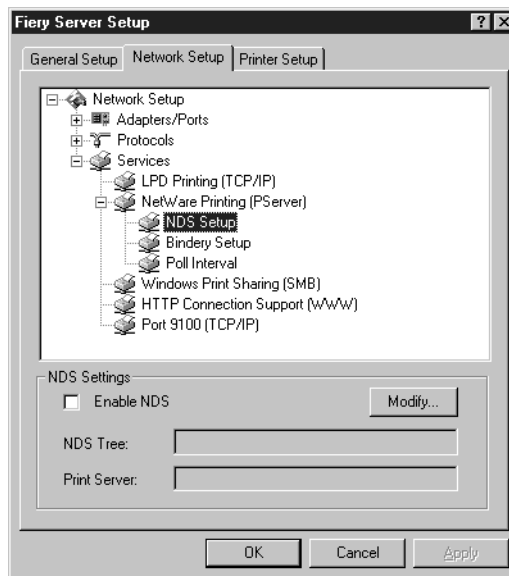 Fiery Server Setup
General Setup Network Setup Printer Setup
Network Setup
Adapters/Ports
Protocols
Services
LPD Printing (TCP/IP)
NetWare Printing (PServer)
NDS Setup
Bindery Setup
Poll Interval
Windows Print Sharing (SMB)
HTTP Connection Support (WWW)
Port 9100 (TCP/IP)
NDS Settings
Enable NDS Modify...
NDS Tree:
Print Server:
OK Cancel Apply